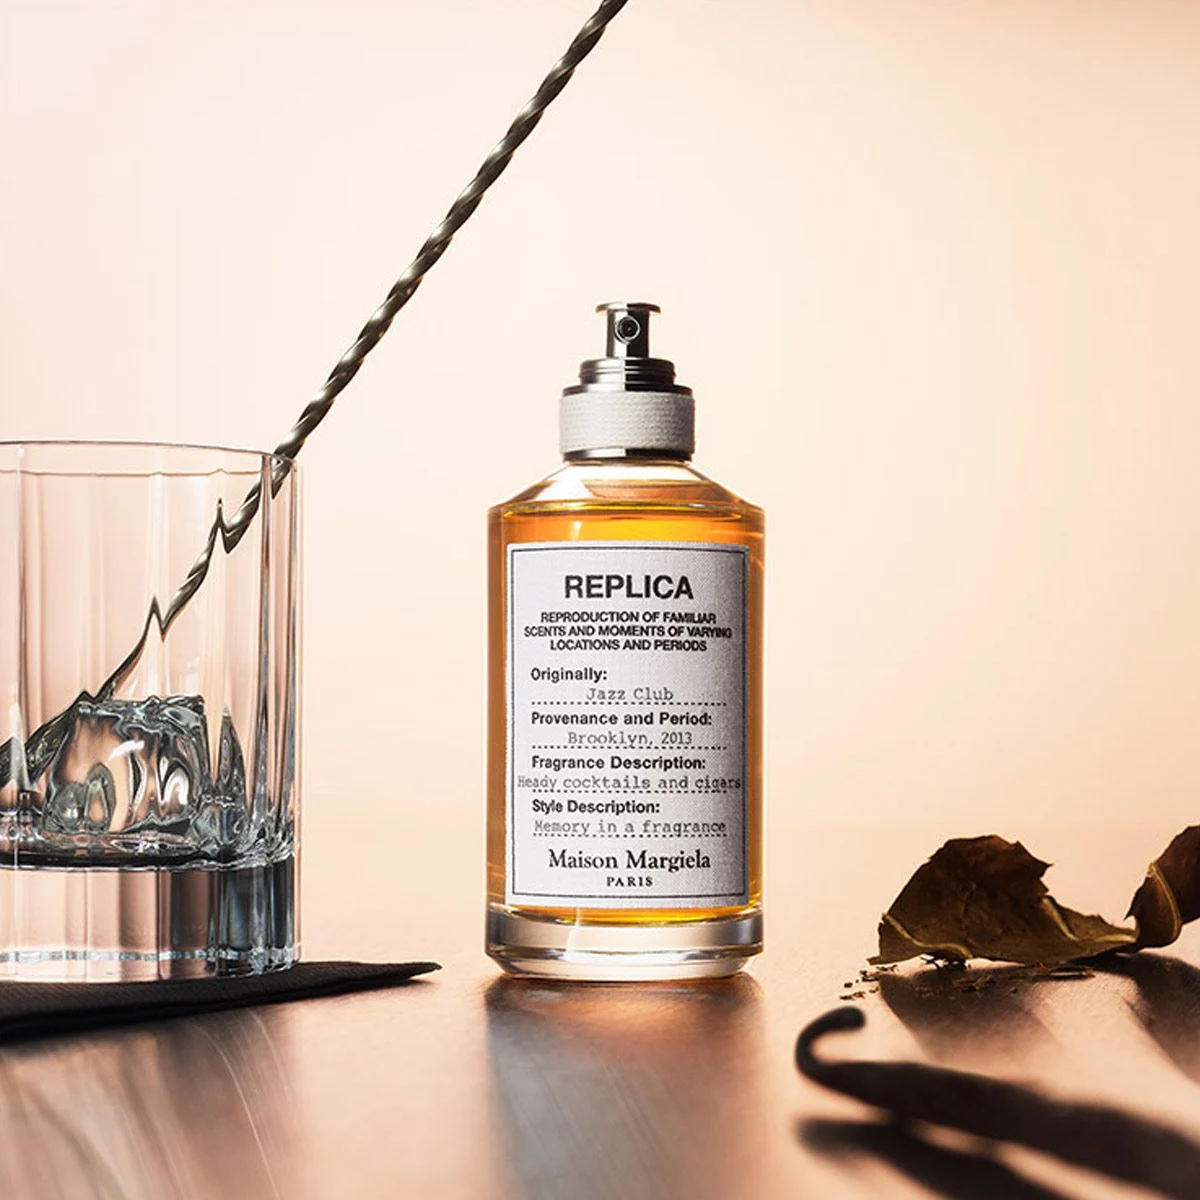 REPLICA
REPRODUCTION OF FAMILIAR
SCENTS AND MOMENTS OF VARYING
LOCATIONS AND PERIODS
Originally:
Jazz Club
Provenance and Period:
Brooklyn, 2013
Fragrance Description:
Heady cocktails and cigars
Style Description:
Memory in a fragrance
Maison Margiela
PARIS